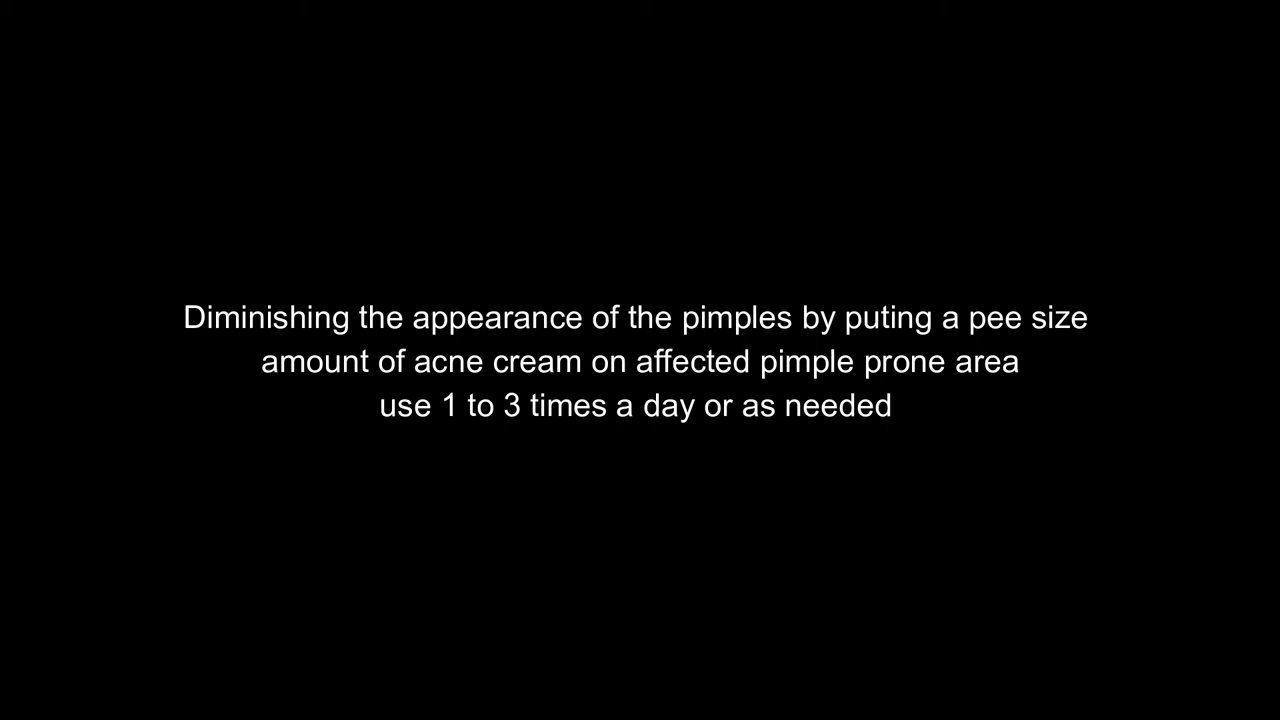 Diminishing the appearance of the pimples by puting a pee size
amount of acne cream on affected pimple prone area
use 1 to 3 times a day or as needed